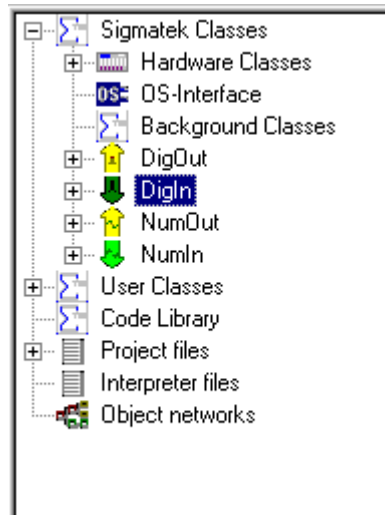 Sigmatek Classes
Hardware Classes
OS OS-Interface
Background Classes
DigOut
DigIn
NumOut
NumIn
User Classes
Code Library
Project files
Interpreter files
Object networks